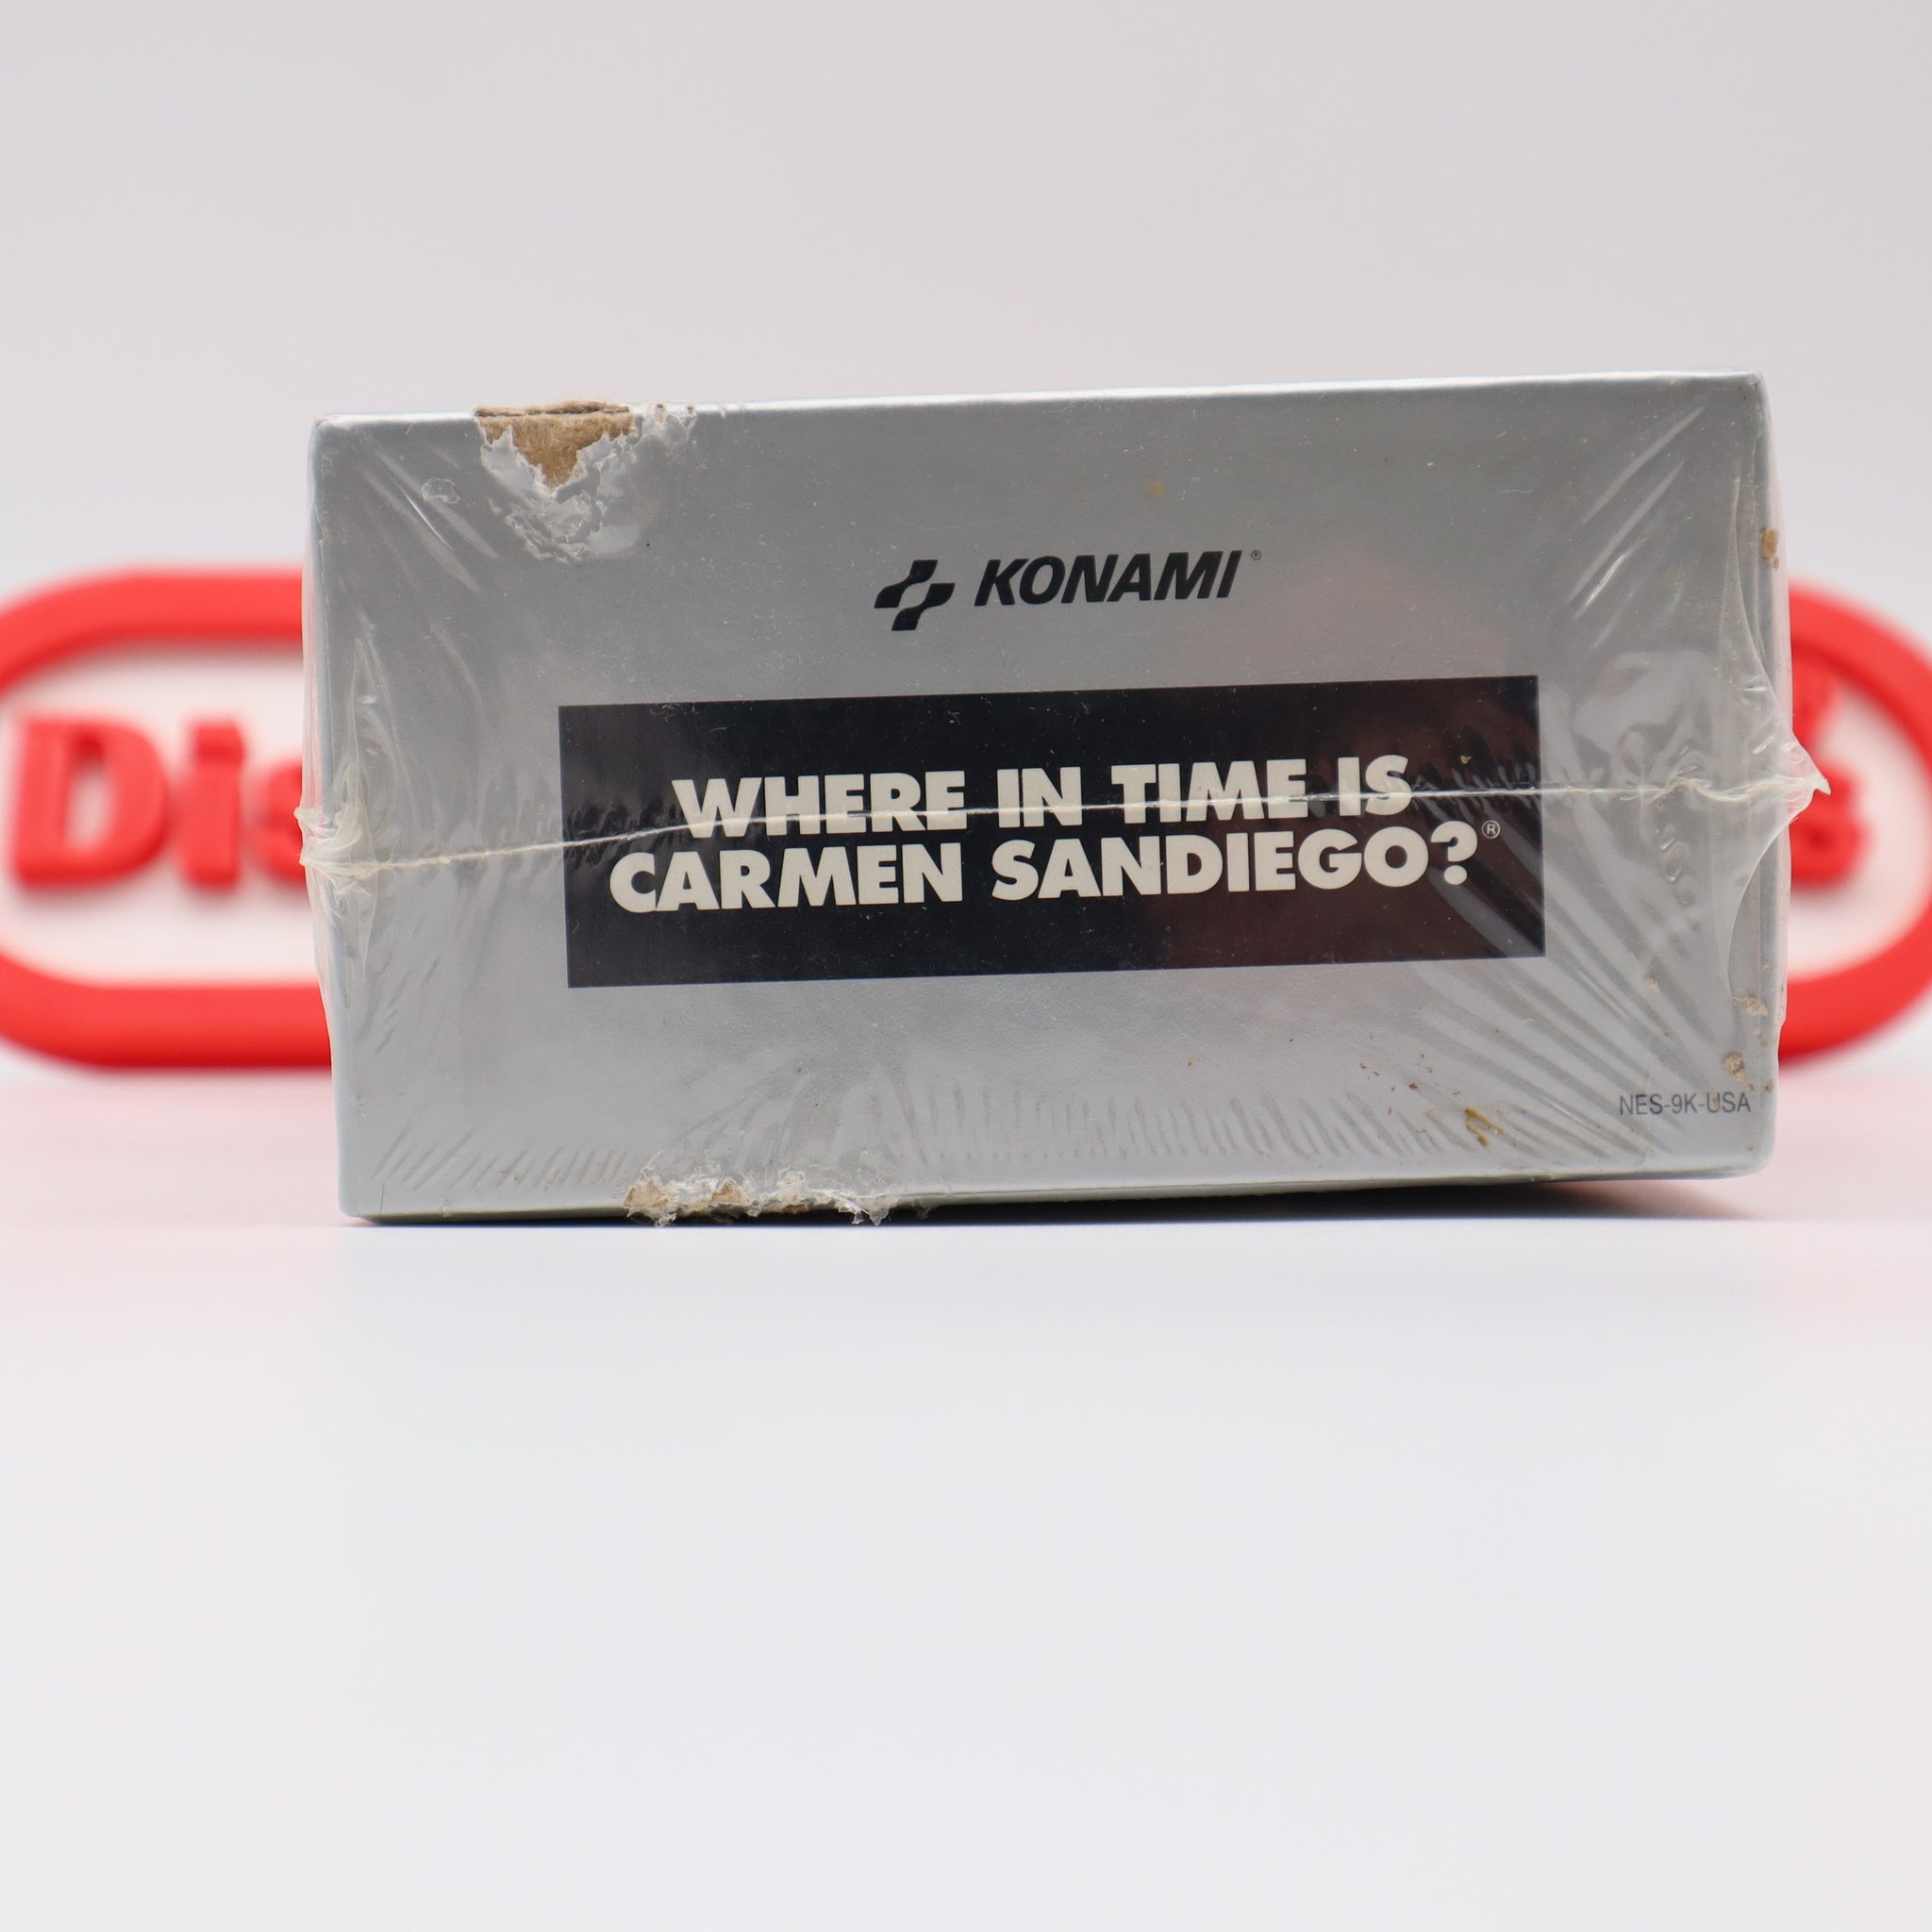 KONAMI®
WHERE IN TIME IS
CARMEN SANDIEGO?®
NES-9K-USA